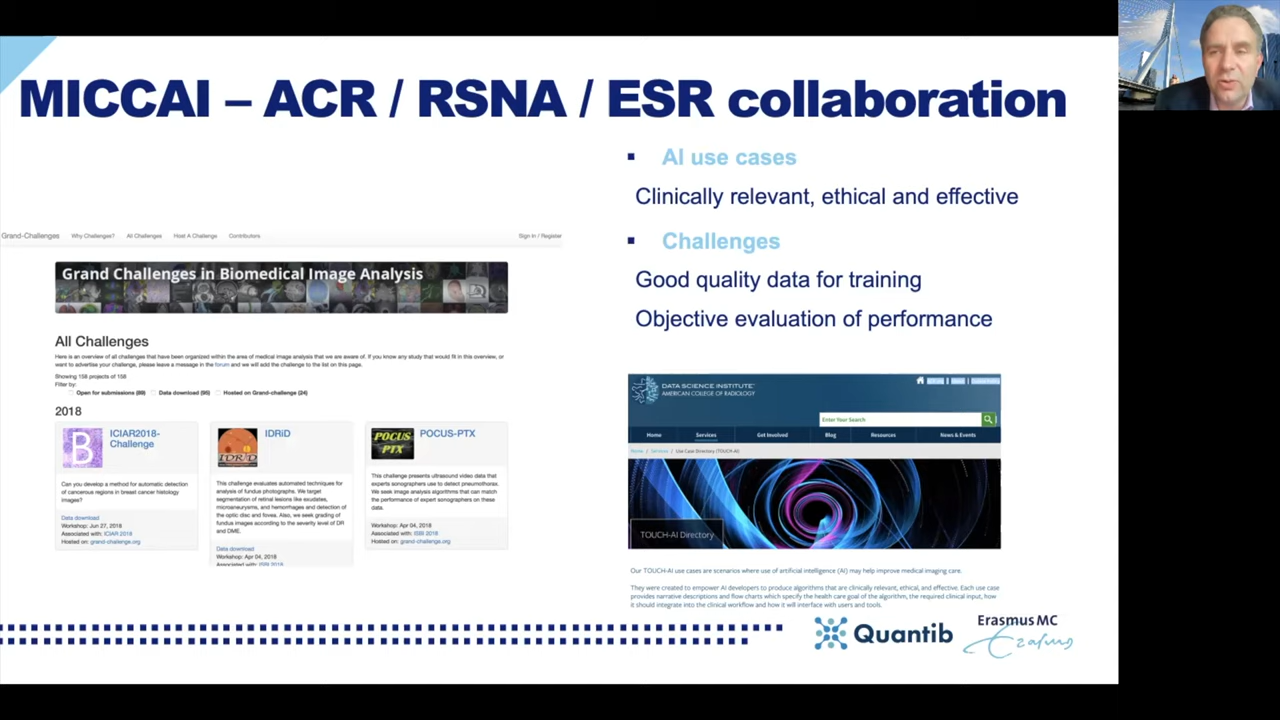 MICCAI – ACR / RSNA / ESR collaboration
AI use cases
Clinically relevant, ethical and effective
Challenges
Good quality data for training
Objective evaluation of performance
Grand-Challenges Why Challenges? All Challenges Host A Challenge Contributors Sign In / Register
Grand Challenges in Biomedical Image Analysis
All Challenges
Here is an overview of all challenges that have been organized within the area of medical image analysis that we are aware of. If you know any study that would fit in this overview, or
want to advertise your challenge, please leave a message in the forum and we will add the challenge to the list on this page.
Showing 158 projects of 158
Filter by:
Open for submissions (89) Data download (95) Hosted on Grand-challenge (24)
2018
B
ICIAR2018-
Challenge
Can you develop a method for automatic detection
of cancerous regions in breast cancer histology
images?
Data download
Workshop: Jun 27, 2018
Associated with: ICIAR 2018
Hosted on: grand-challenge.org
IDRiD
IDRiD
This challenge evaluates automated techniques for
analysis of fundus photographs. We target
segmentation of retinal lesions like exudates,
microaneurysms, and hemorrhages and detection of
the optic disc and fovea. Also, we seek grading of
fundus images according to the severity level of DR
and DME.
Data download
Workshop: Apr 04, 2018
Associated with: ISBI 2018
POCUS
PTX
POCUS-PTX
This challenge presents ultrasound video data that
experts sonographers use to detect pneumothorax.
We seek image analysis algorithms that can match
the performance of expert sonographers on these
data.
Workshop: Apr 04, 2018
Associated with: ISBI 2018
Hosted on: grand-challenge.org
DATA SCIENCE INSTITUTE
AMERICAN COLLEGE OF RADIOLOGY
Enter Your Search
Home Services Get Involved Blog Resources News & Events
Home / Services / Use Case Directory (TOUCH-AI)
TOUCH-AI Directory
Our TOUCH-AI use cases are scenarios where use of artificial intelligence (AI) may help improve medical imaging care.
They were created to empower AI developers to produce algorithms that are clinically relevant, ethical, and effective. Each use case
provides narrative descriptions and flow charts which specify the health care goal of the algorithm, the required clinical input, how
it should integrate into the clinical workflow and how it will interface with users and tools.
Quantib
Erasmus MC
Erasmus